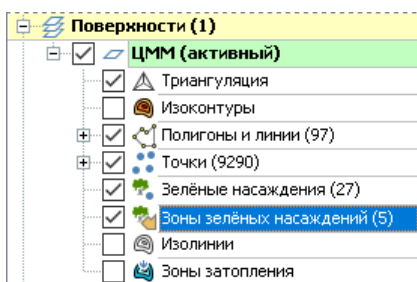 Поверхности (1)
ЦММ (активный)
Триангуляция
Изоконтуры
Полигоны и линии (97)
Точки (9290)
Зелёные насаждения (27)
Зоны зелёных насаждений (5)
Изолинии
Зоны затопления